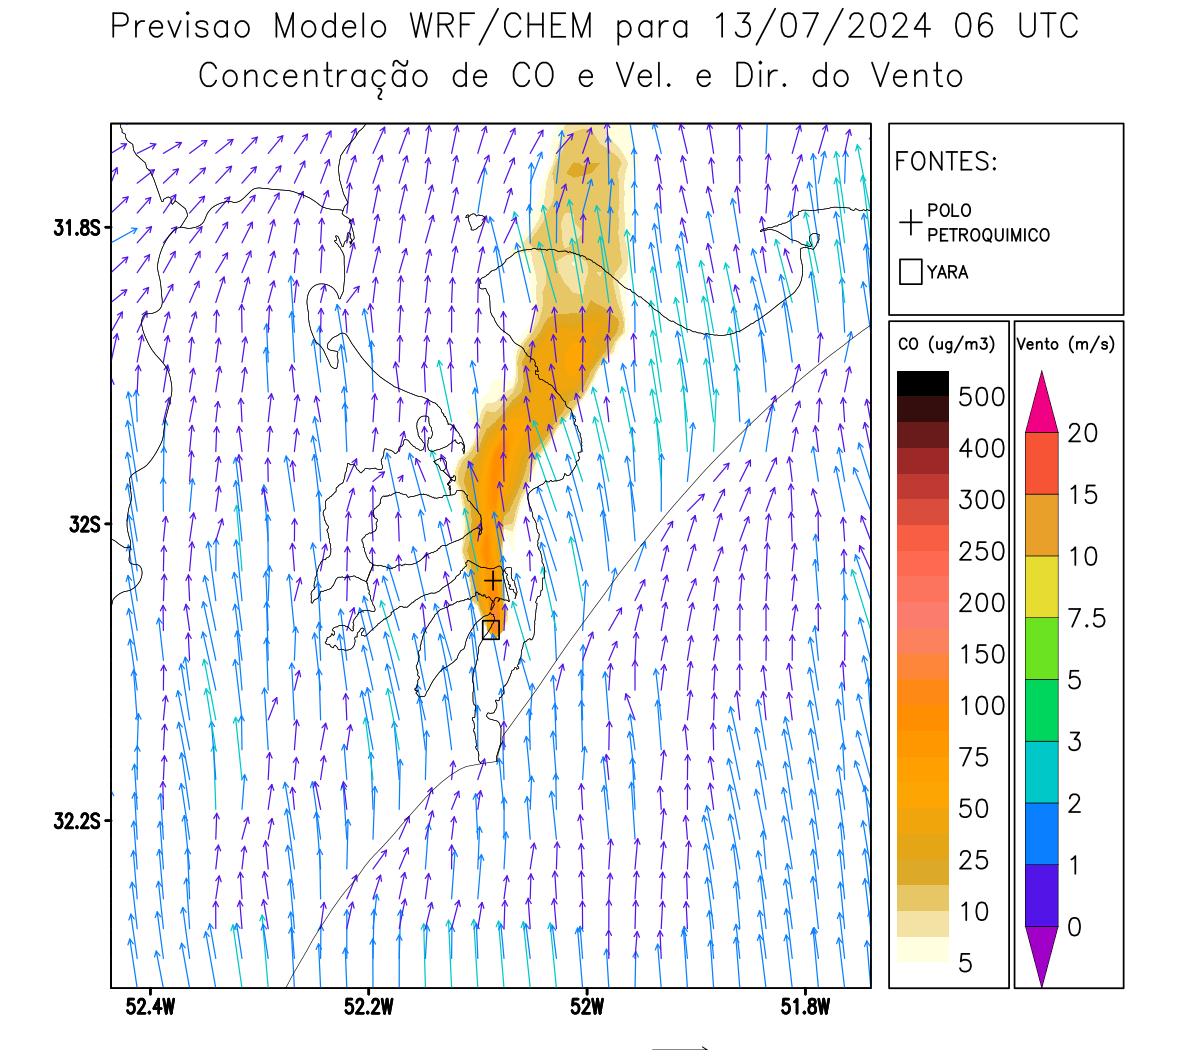 Previsao Modelo WRF/CHEM para 13/07/2024 06 UTC
Concentração de CO e Vel. e Dir. do Vento
FONTES:
POLO
PETROQUIMICO
YARA
CO (ug/m3)
500
400
300
250
200
150
100
75
50
25
10
5
Vento (m/s)
20
15
10
7.5
5
3
2
1
0
31.8S
32S
32.2S
52.4W
52.2W
52W
51.8W